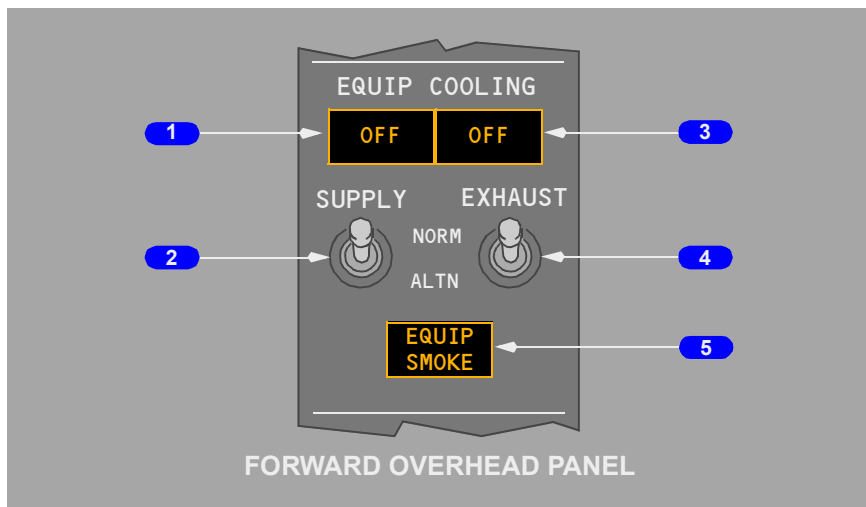 EQUIP COOLING
1
OFF
OFF
3
SUPPLY
EXHAUST
NORM
2
4
ALTN
EQUIP
SMOKE
5
FORWARD OVERHEAD PANEL